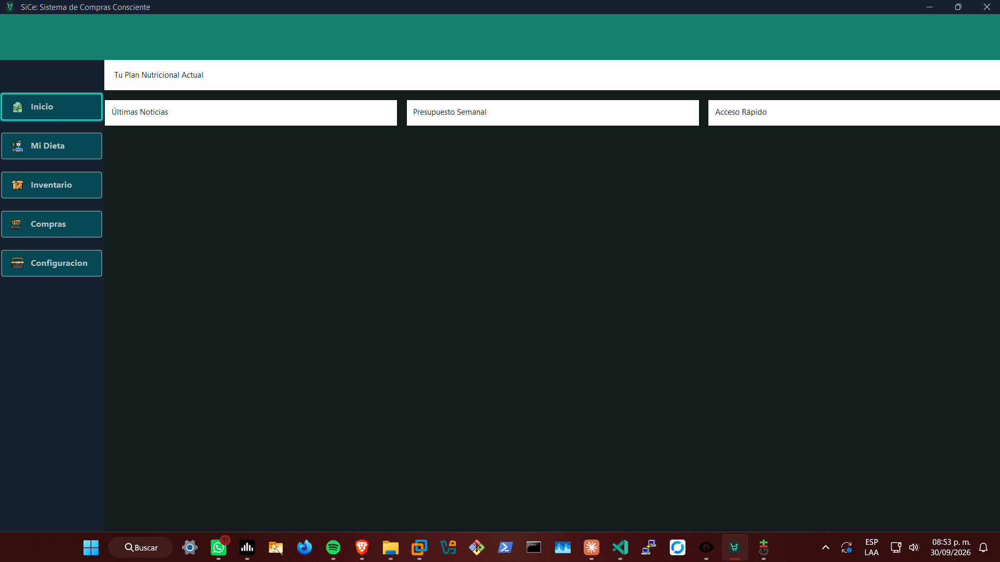 SiCe: Sistema de Compras Consciente
Tu Plan Nutricional Actual
Inicio
Últimas Noticias
Presupuesto Semanal
Acceso Rápido
Mi Dieta
Inventario
Compras
Configuracion
Buscar
11
ESP
LAA
08:53 p. m.
30/09/2026